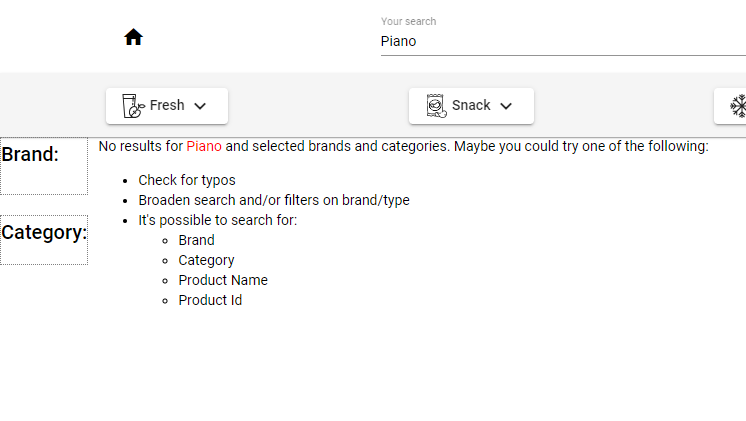 Your search
Piano
Fresh
Snack
Brand:
No results for Piano and selected brands and categories. Maybe you could try one of the following:
Check for typos
Broaden search and/or filters on brand/type
It's possible to search for:
Category:
Brand
Category
Product Name
Product Id